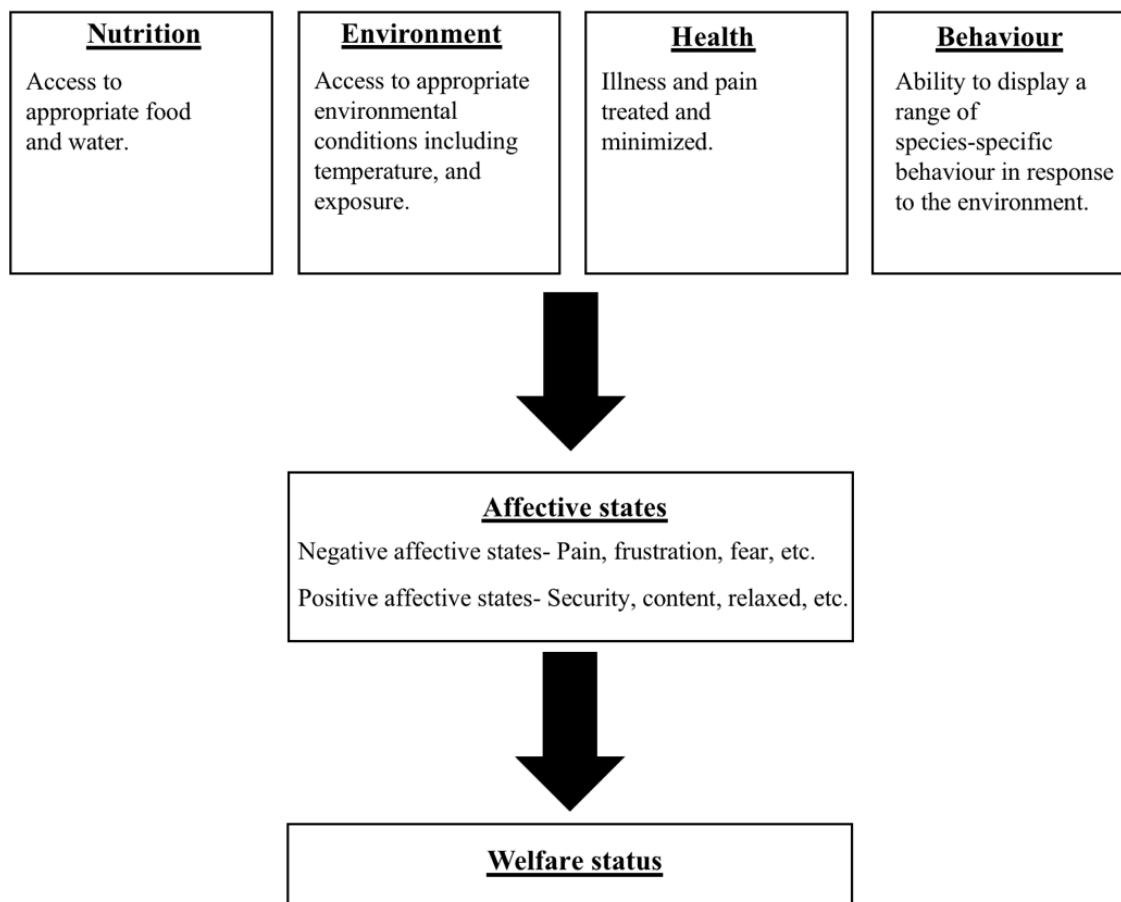 Nutrition
Access to
appropriate food
and water.
Environment
Access to appropriate
environmental
conditions including
temperature, and
exposure.
Health
Illness and pain
treated and
minimized.
Behaviour
Ability to display a
range of
species-specific
behaviour in response
to the environment.
Affective states
Negative affective states- Pain, frustration, fear, etc.
Positive affective states- Security, content, relaxed, etc.
Welfare status